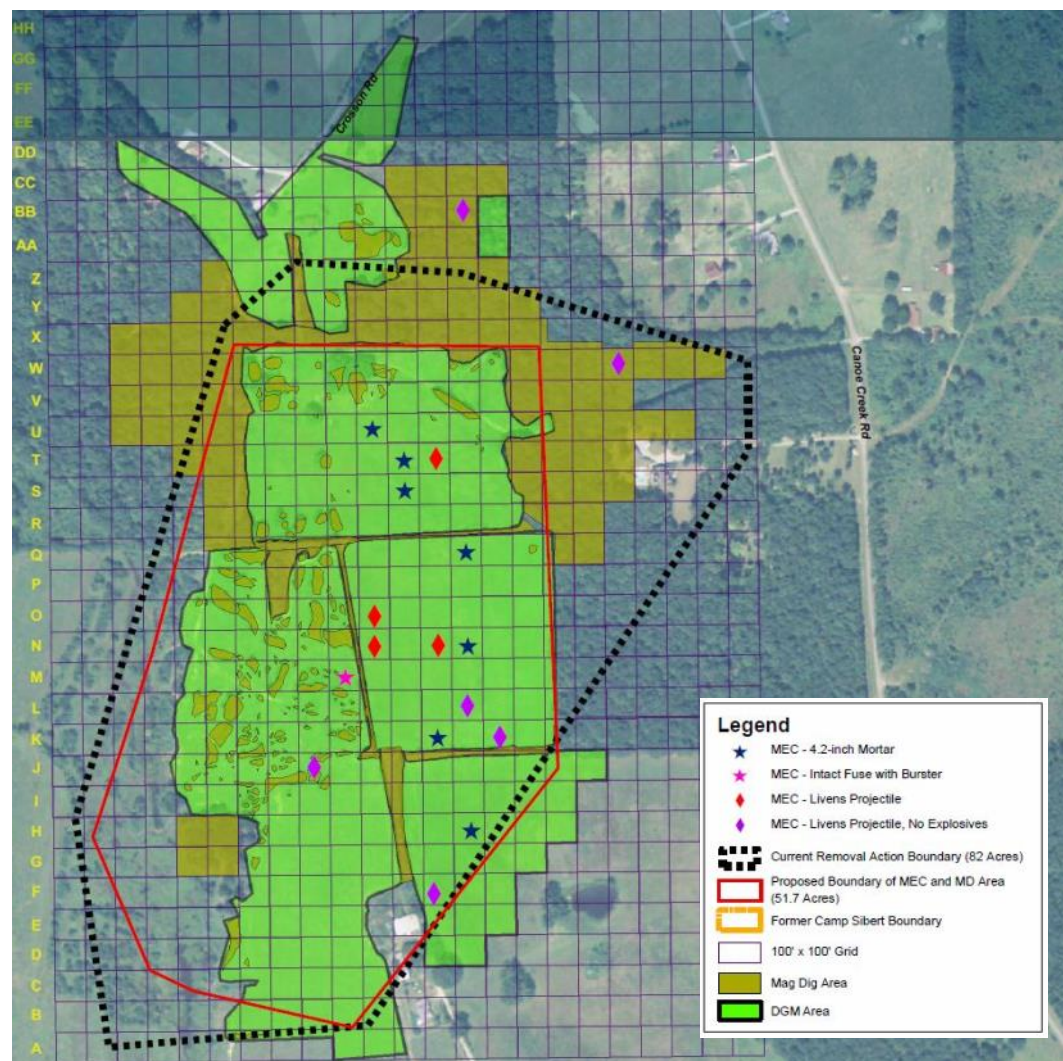 HH
GG
FF
EE
DD
CC
BB
AA
Z
Y
X
W
V
U
T
S
R
Q
P
O
N
M
L
K
J
I
H
G
F
E
D
C
B
A
Crosson Rd
Canoe Creek Rd
Legend
MEC - 4.2-inch Mortar
MEC - Intact Fuse with Burster
MEC - Livens Projectile
MEC - Livens Projectile, No Explosives
Current Removal Action Boundary (82 Acres)
Proposed Boundary of MEC and MD Area
(51.7 Acres)
Former Camp Sibert Boundary
100' x 100' Grid
Mag Dig Area
DGM Area